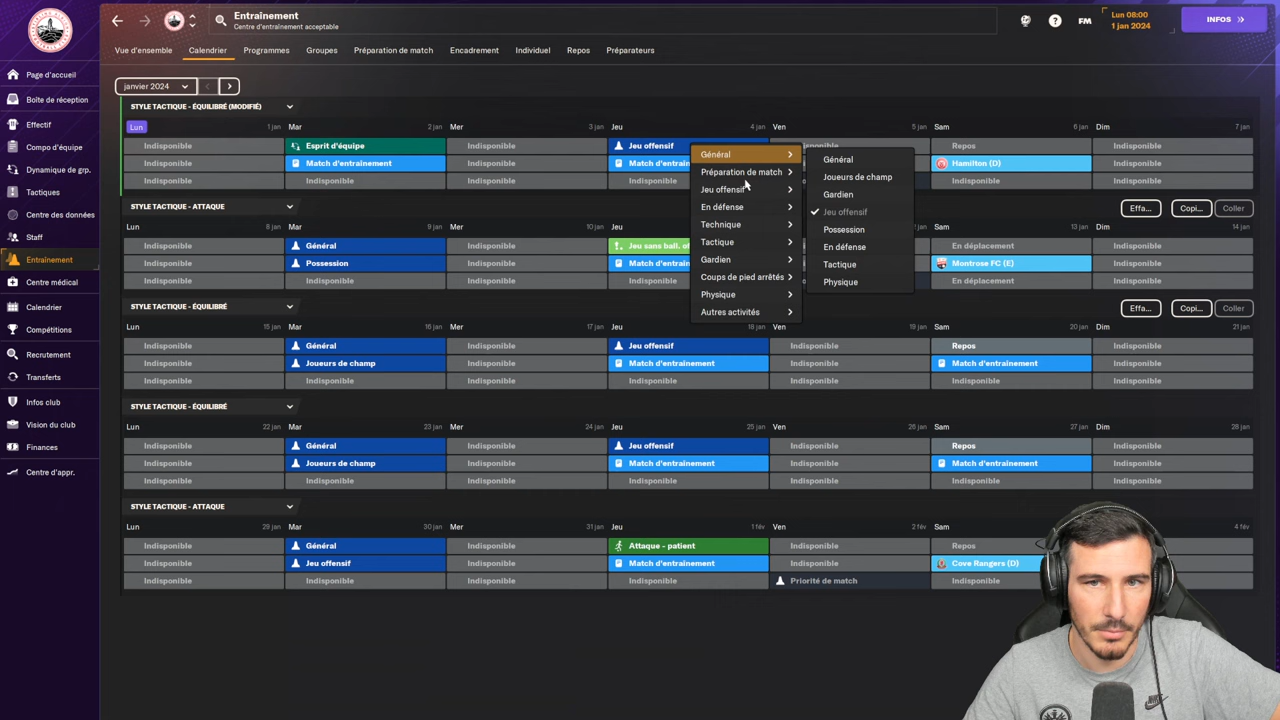 Entraînement
Centre d'entraînement acceptable
FM
Lun 08:00
1 jan 2024
INFOS
Vue d'ensemble Calendrier Programmes Groupes Préparation de match Encadrement Individuel Repos Préparateurs
Page d'accueil
Boîte de réception
Effectif
Compo d'équipe
Dynamique de grp.
Tactiques
Centre des données
Staff
Entraînement
Centre médical
Calendrier
Compétitions
Recrutement
Transferts
Infos club
Vision du club
Finances
Centre d'appr.
janvier 2024
STYLE TACTIQUE - ÉQUILIBRÉ (MODIFIÉ)
Lun 1 jan Mar 2 jan Mer 3 jan Jeu 4 jan Ven 5 jan Sam 6 jan Dim 7 jan
Indisponible Esprit d'équipe Indisponible Jeu offensif Repos Indisponible
Indisponible Match d'entraînement Indisponible Match d'entraî Hamilton (D) Indisponible
Indisponible Indisponible Indisponible Indisponible Indisponible Indisponible
STYLE TACTIQUE - ATTAQUE
Effa... Copi... Coller
Lun 8 jan Mar 9 jan Mer 10 jan Jeu Sam 13 jan Dim 14 jan
Indisponible Général Indisponible Jeu sans ball. of En déplacement Indisponible
Indisponible Possession Indisponible Match d'entraî Montrose FC (E) Indisponible
Indisponible Indisponible Indisponible Indisponible En déplacement Indisponible
STYLE TACTIQUE - ÉQUILIBRÉ
Effa... Copi... Coller
Lun 15 jan Mar 16 jan Mer 17 jan Jeu 18 jan Ven 19 jan Sam 20 jan Dim 21 jan
Indisponible Général Indisponible Jeu offensif Indisponible Repos Indisponible
Indisponible Joueurs de champ Indisponible Match d'entraînement Indisponible Match d'entraînement Indisponible
Indisponible Indisponible Indisponible Indisponible Indisponible Indisponible Indisponible
STYLE TACTIQUE - ÉQUILIBRÉ
Lun 22 jan Mar 23 jan Mer 24 jan Jeu 25 jan Ven 26 jan Sam 27 jan Dim 28 jan
Indisponible Général Indisponible Jeu offensif Indisponible Repos Indisponible
Indisponible Joueurs de champ Indisponible Match d'entraînement Indisponible Match d'entraînement Indisponible
Indisponible Indisponible Indisponible Indisponible Indisponible Indisponible Indisponible
STYLE TACTIQUE - ATTAQUE
Lun 29 jan Mar 30 jan Mer 31 jan Jeu 1 fév Ven 2 fév Sam Dim 4 fév
Indisponible Général Indisponible Attaque - patient Indisponible Repos Indisponible
Indisponible Jeu offensif Indisponible Match d'entraînement Indisponible Cove Rangers (D) Indisponible
Indisponible Indisponible Indisponible Indisponible Priorité de match Indisponible Indisponible
Général
Préparation de match
Jeu offensif
En défense
Technique
Tactique
Gardien
Coups de pied arrêtés
Physique
Autres activités
Général
Joueurs de champ
Gardien
Jeu offensif
Possession
En défense
Tactique
Physique